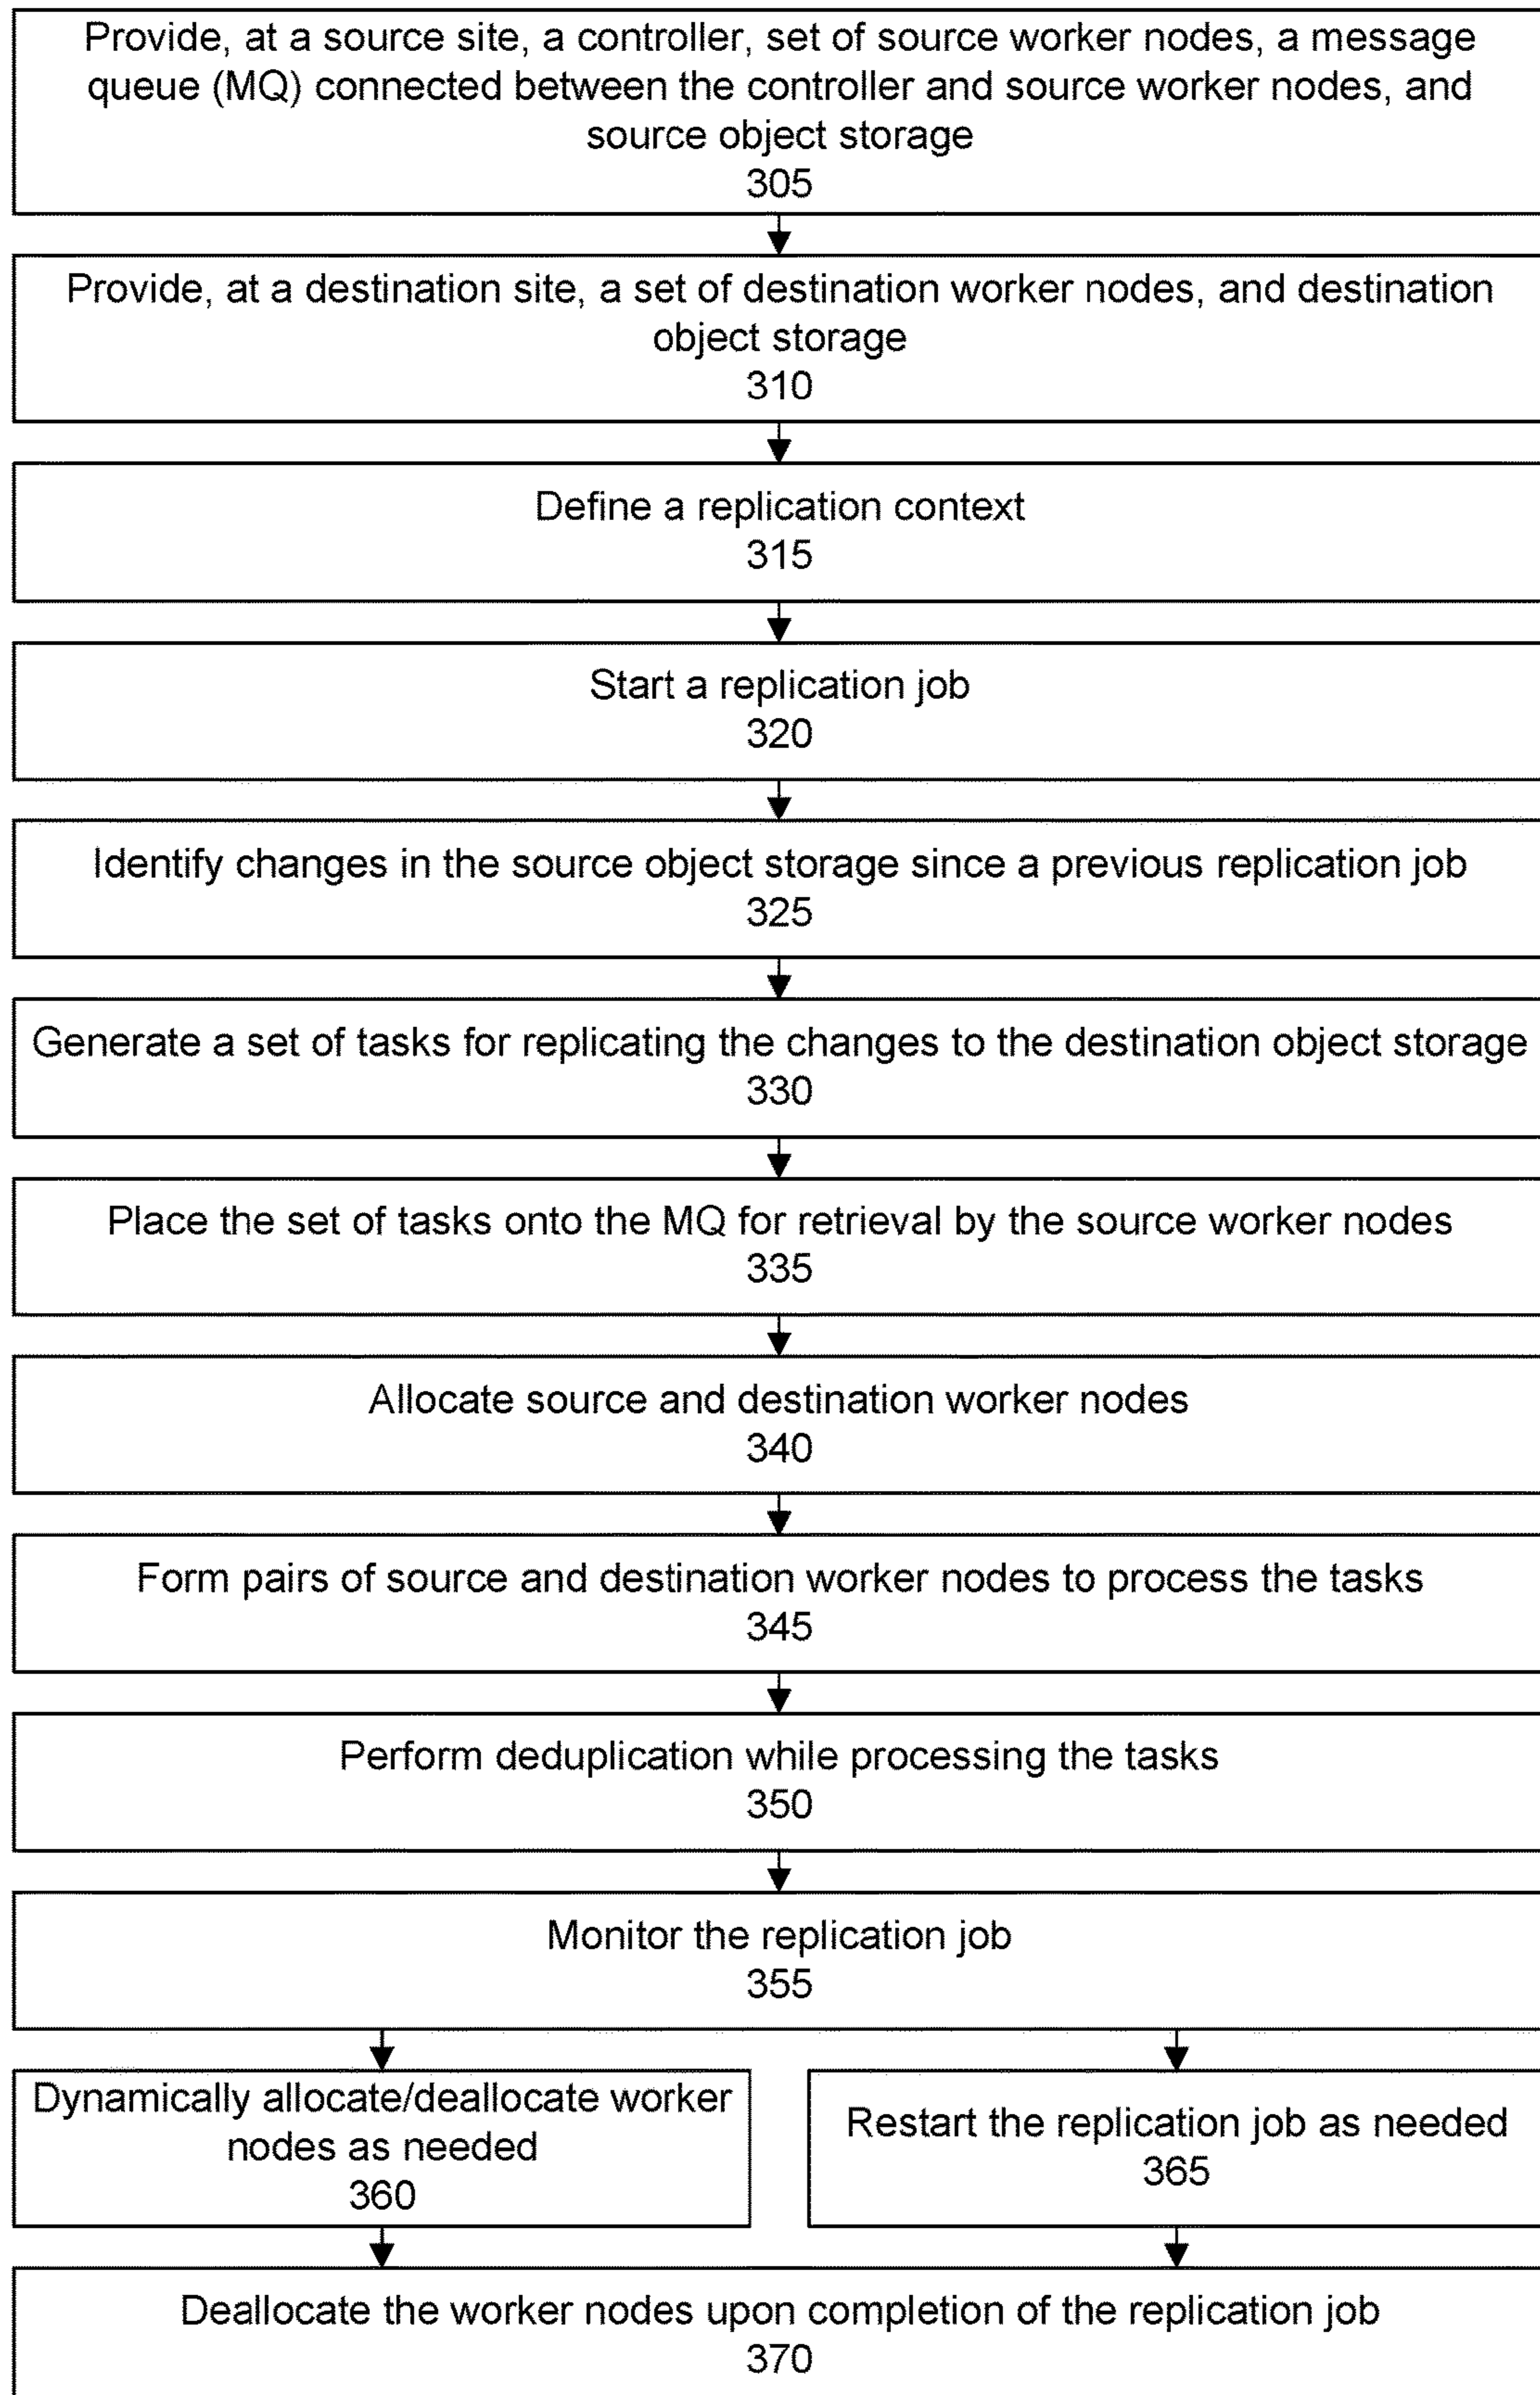 Provide, at a source site, a controller, set of source worker nodes, a message
queue (MQ) connected between the controller and source worker nodes, and
source object storage
305
Provide, at a destination site, a set of destination worker nodes, and destination
object storage
310
Define a replication context
315
Start a replication job
320
Identify changes in the source object storage since a previous replication job
325
Generate a set of tasks for replicating the changes to the destination object storage
330
Place the set of tasks onto the MQ for retrieval by the source worker nodes
335
Allocate source and destination worker nodes
340
Form pairs of source and destination worker nodes to process the tasks
345
Perform deduplication while processing the tasks
350
Monitor the replication job
355
Dynamically allocate/deallocate worker
nodes as needed
360
Restart the replication job as needed
365
Deallocate the worker nodes upon completion of the replication job
370